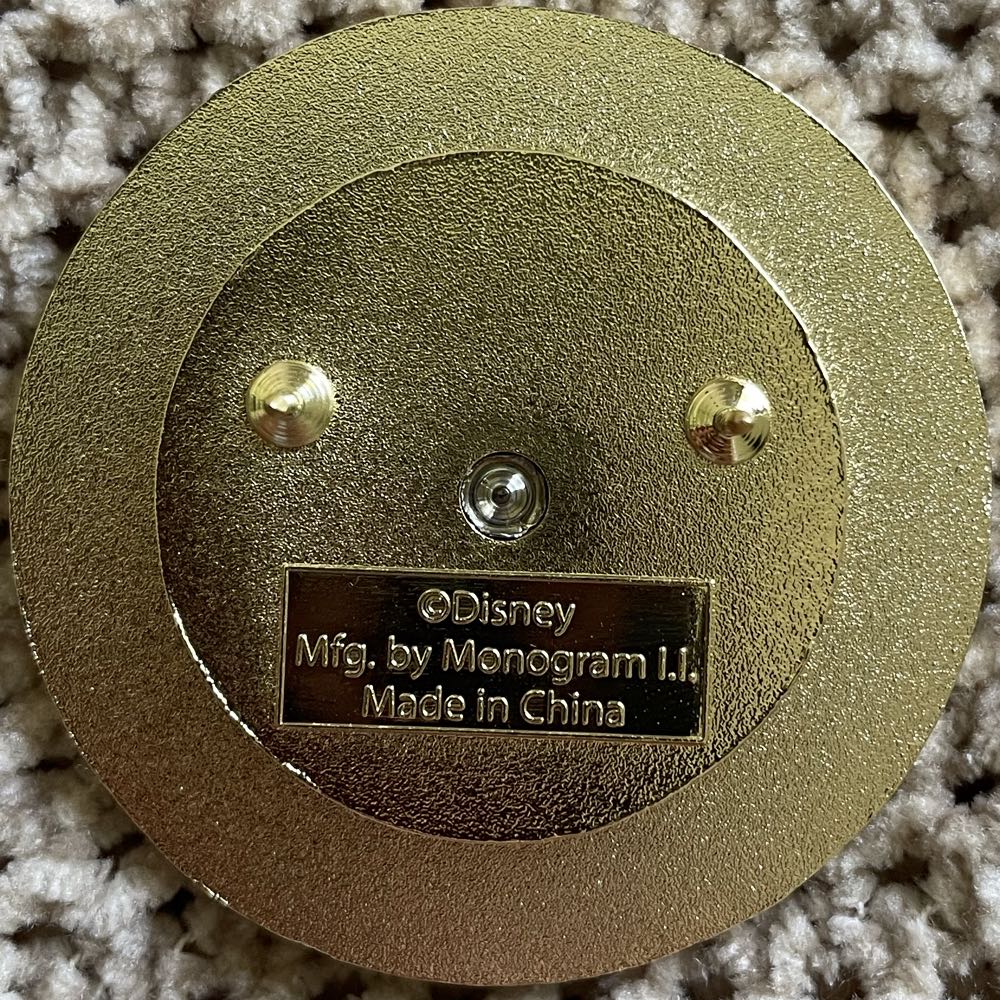 ©Disney
Mfg. by Monogram I.I.
Made in China